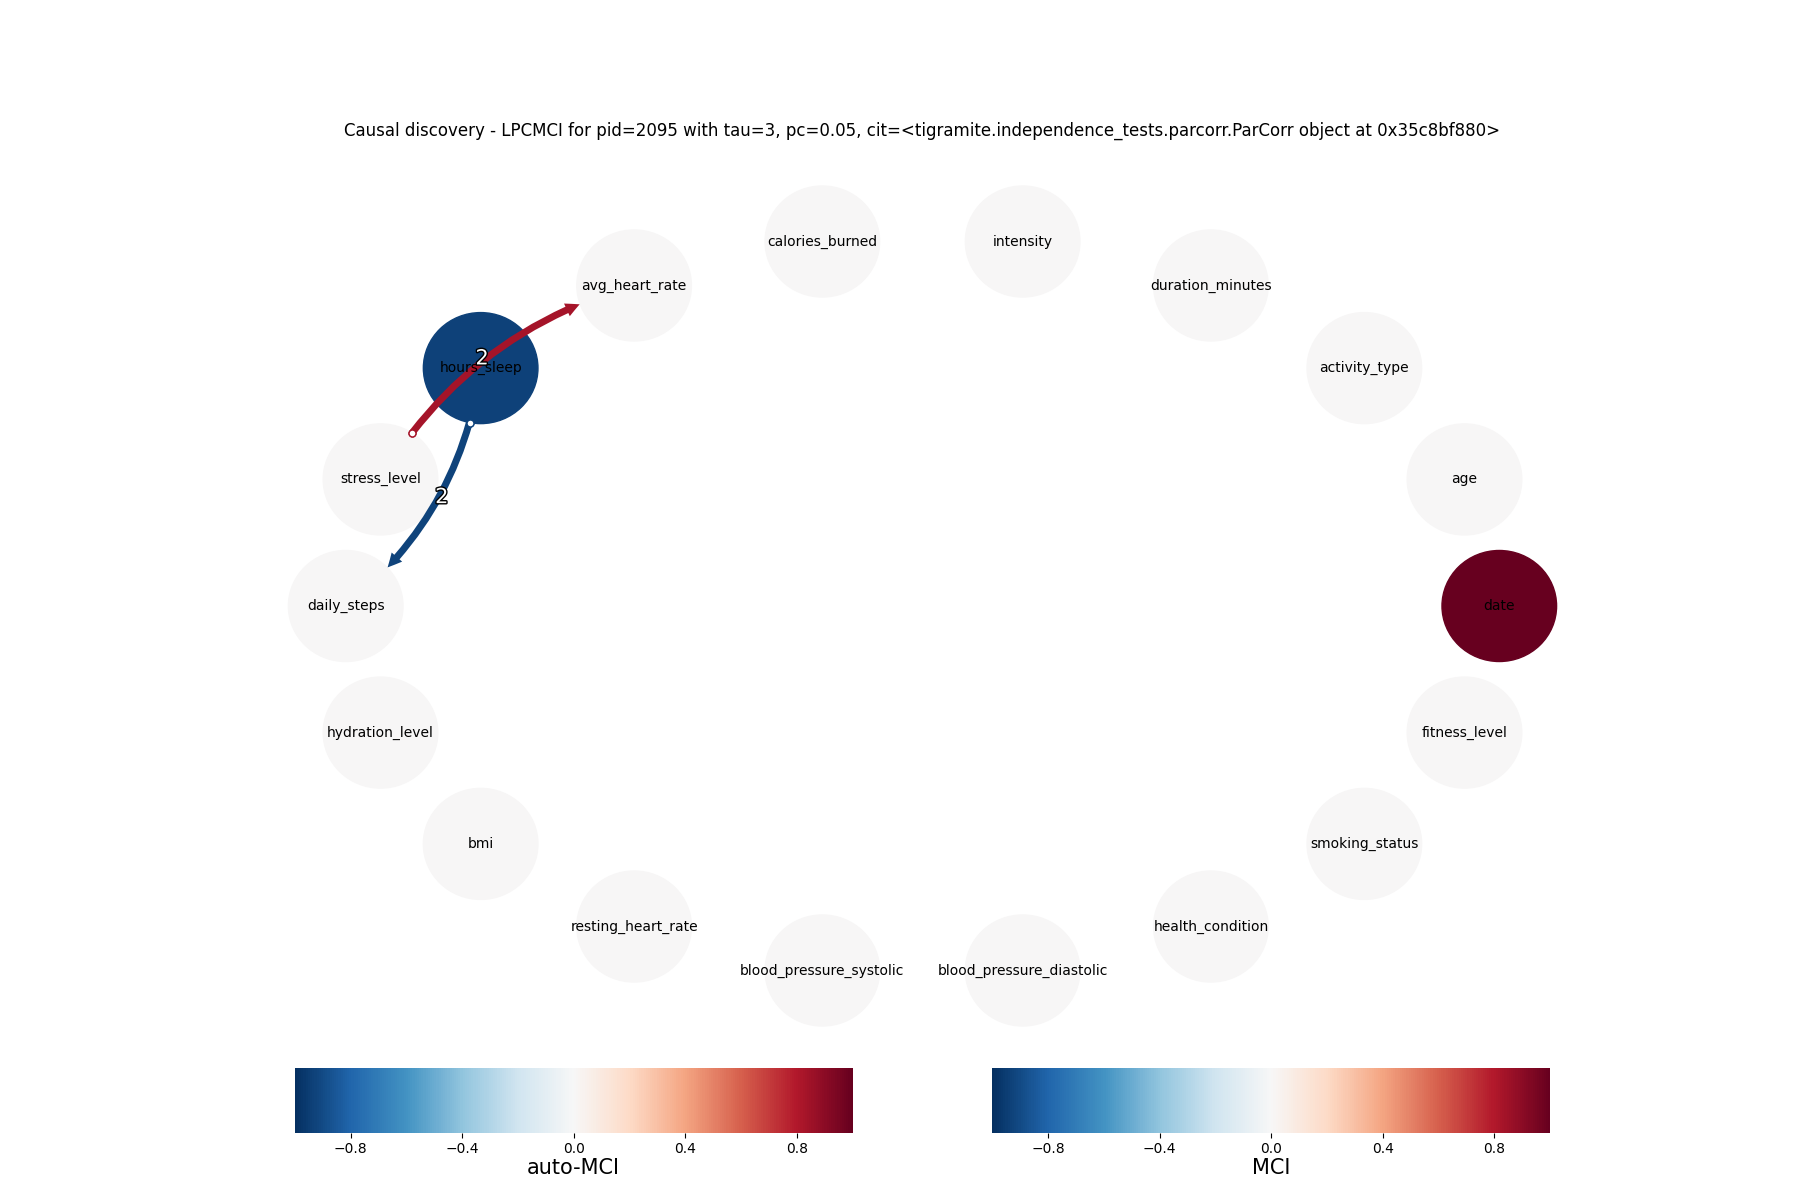 Causal discovery - LPCMCI for pid=2095 with tau=3, pc=0.05, cit=<tigramite.independence_tests.parcorr.ParCorr object at 0x35c8bf880>
calories_burned
intensity
avg_heart_rate
duration_minutes
2
hours_sleep
activity_type
stress_level
age
2
daily_steps
date
hydration_level
fitness_level
bmi
smoking_status
resting_heart_rate
health_condition
blood_pressure_systolic
blood_pressure_diastolic
−0.8 −0.4 0.0 0.4 0.8
auto-MCI
−0.8 −0.4 0.0 0.4 0.8
MCI